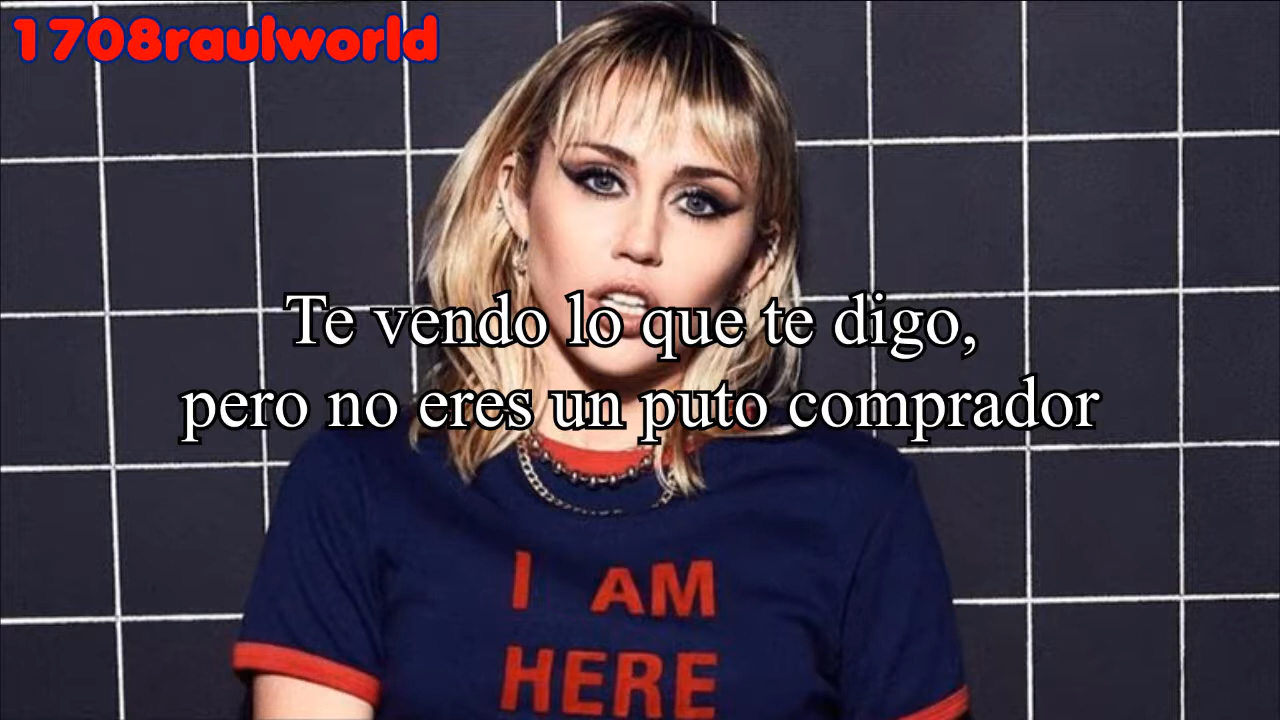 1708raulworld
Te vendo lo que te digo,
pero no eres un puto comprador
I AM
HERE